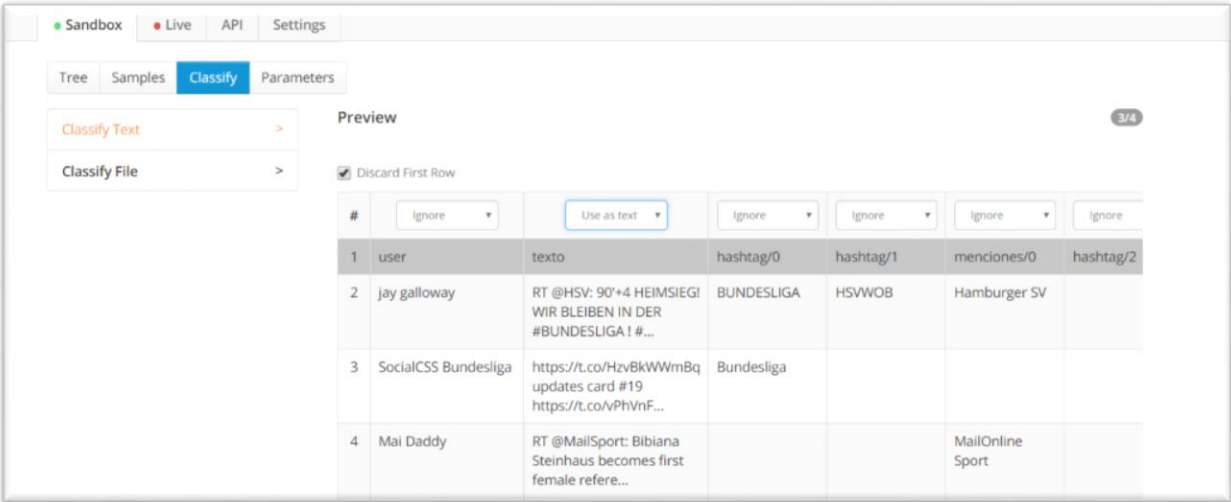 Sandbox Live API Settings
Tree Samples Classify Parameters
Classify Text >
Classify File >
Preview 3/4
Discard First Row
# Ignore Use as text Ignore Ignore Ignore Ignore
1 user texto hashtag/0 hashtag/1 menciones/0 hashtag/2
2 jay galloway RT @HSV: 90'+4 HEIMSIEG! BUNDESLIGA HSVWOB Hamburger SV
WIR BLEIBEN IN DER
#BUNDESLIGA ! #...
3 SocialCSS Bundesliga https://t.co/HzvBkWWmBq Bundesliga
updates card #19
https://t.co/vPhVnF...
4 Mai Daddy RT @MailSport: Bibiana MailOnline
Steinhaus becomes first Sport
female refere...